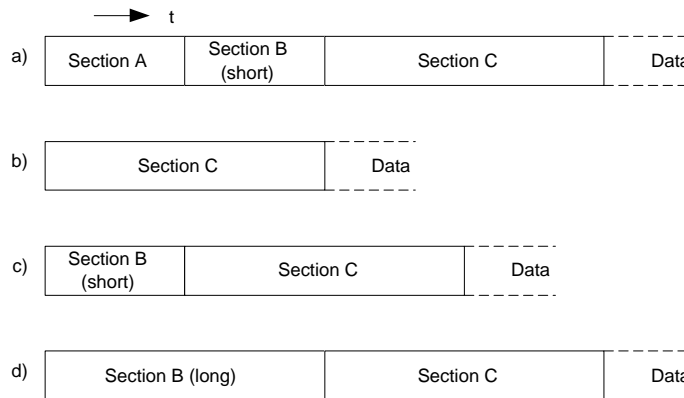 t
a) Section A Section B (short) Section C Data
b) Section C Data
c) Section B (short) Section C Data
d) Section B (long) Section C Data